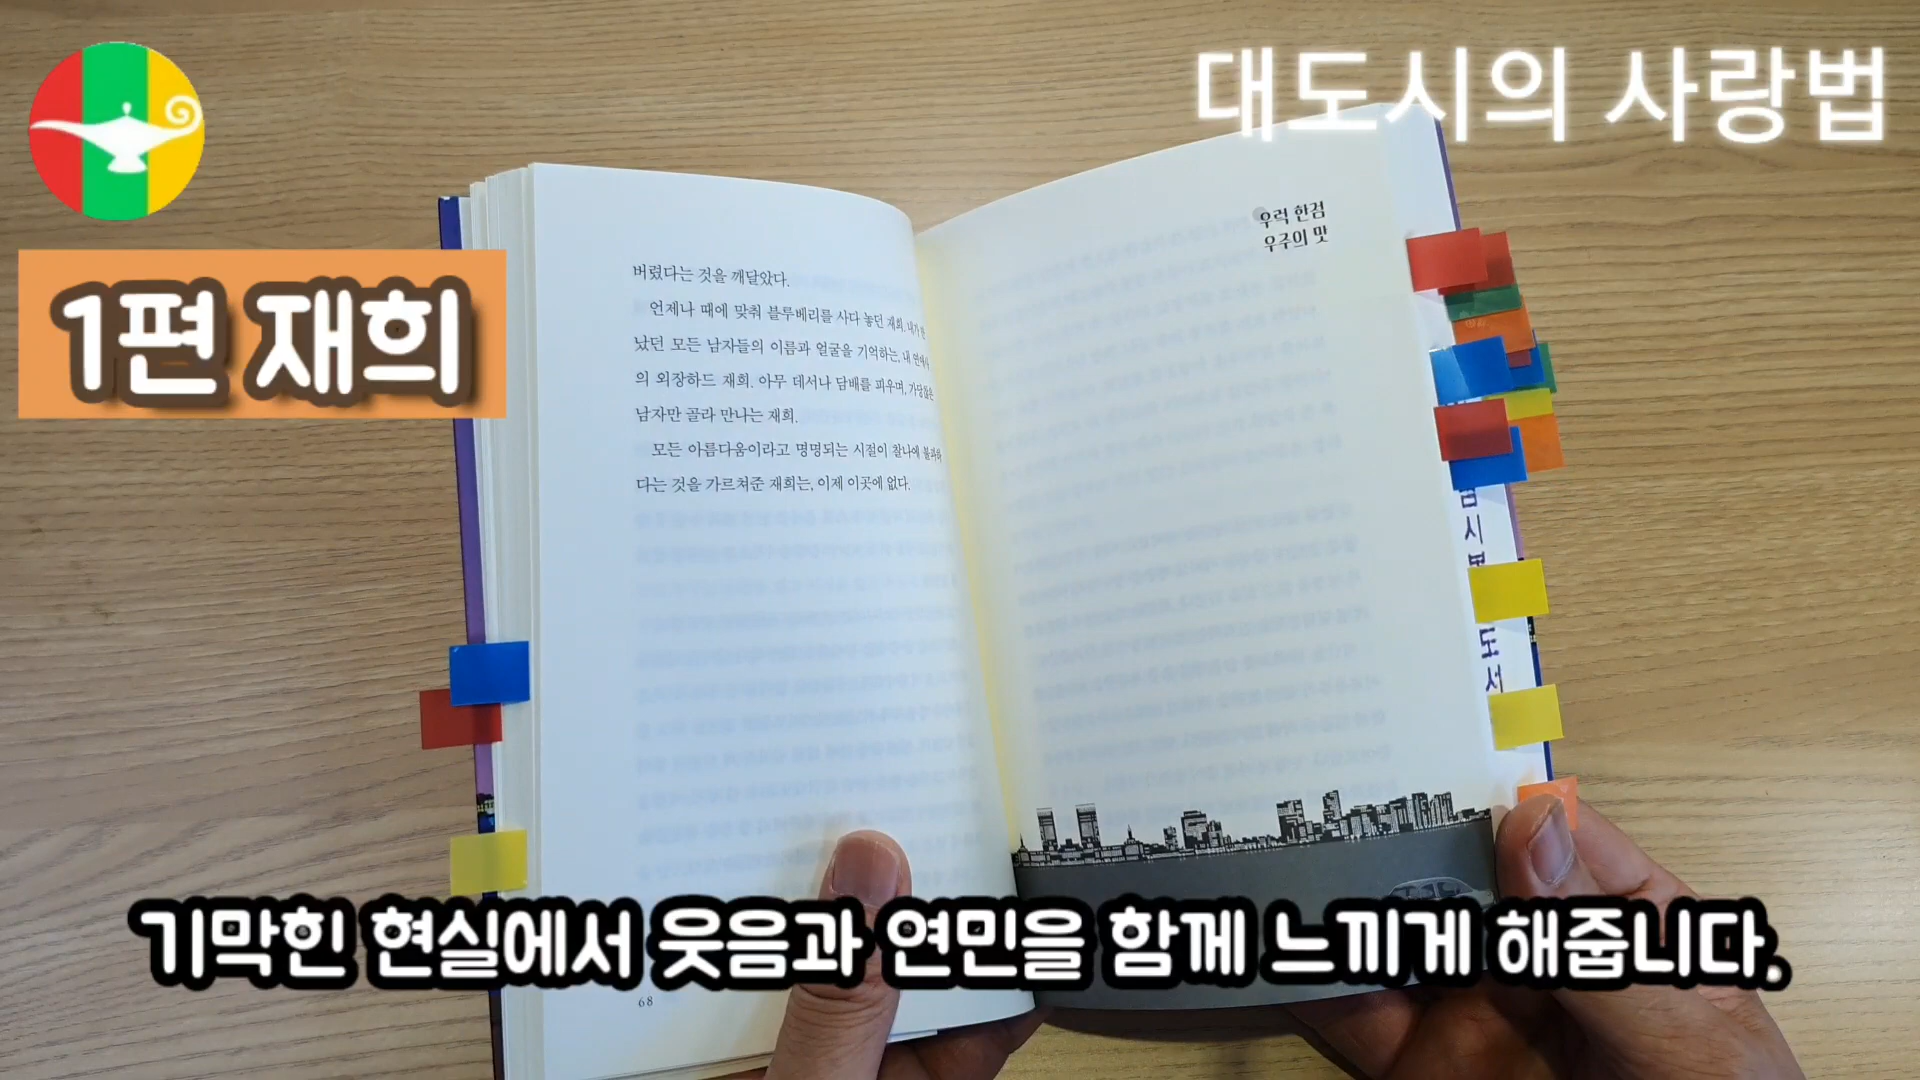 대도시의 사랑법
1편 재희
버렸다는 것을 깨달았다.
언제나 때에 맞춰 블루베리를 사다 놓던 재희. 내가 만
났던 모든 남자들의 이름과 얼굴을 기억하는, 내 연애사
의 외장하드 재희. 아무 데서나 담배를 피우며, 가당찮은
남자만 골라 만나는 재희.
모든 아름다움이라고 명명되는 시절이 찰나에 불과하
다는 것을 가르쳐준 재희는, 이제 이곳에 없다.
68
우럭 한점
우주의 맛
도서
기막힌 현실에서 웃음과 연민을 함께 느끼게 해줍니다.